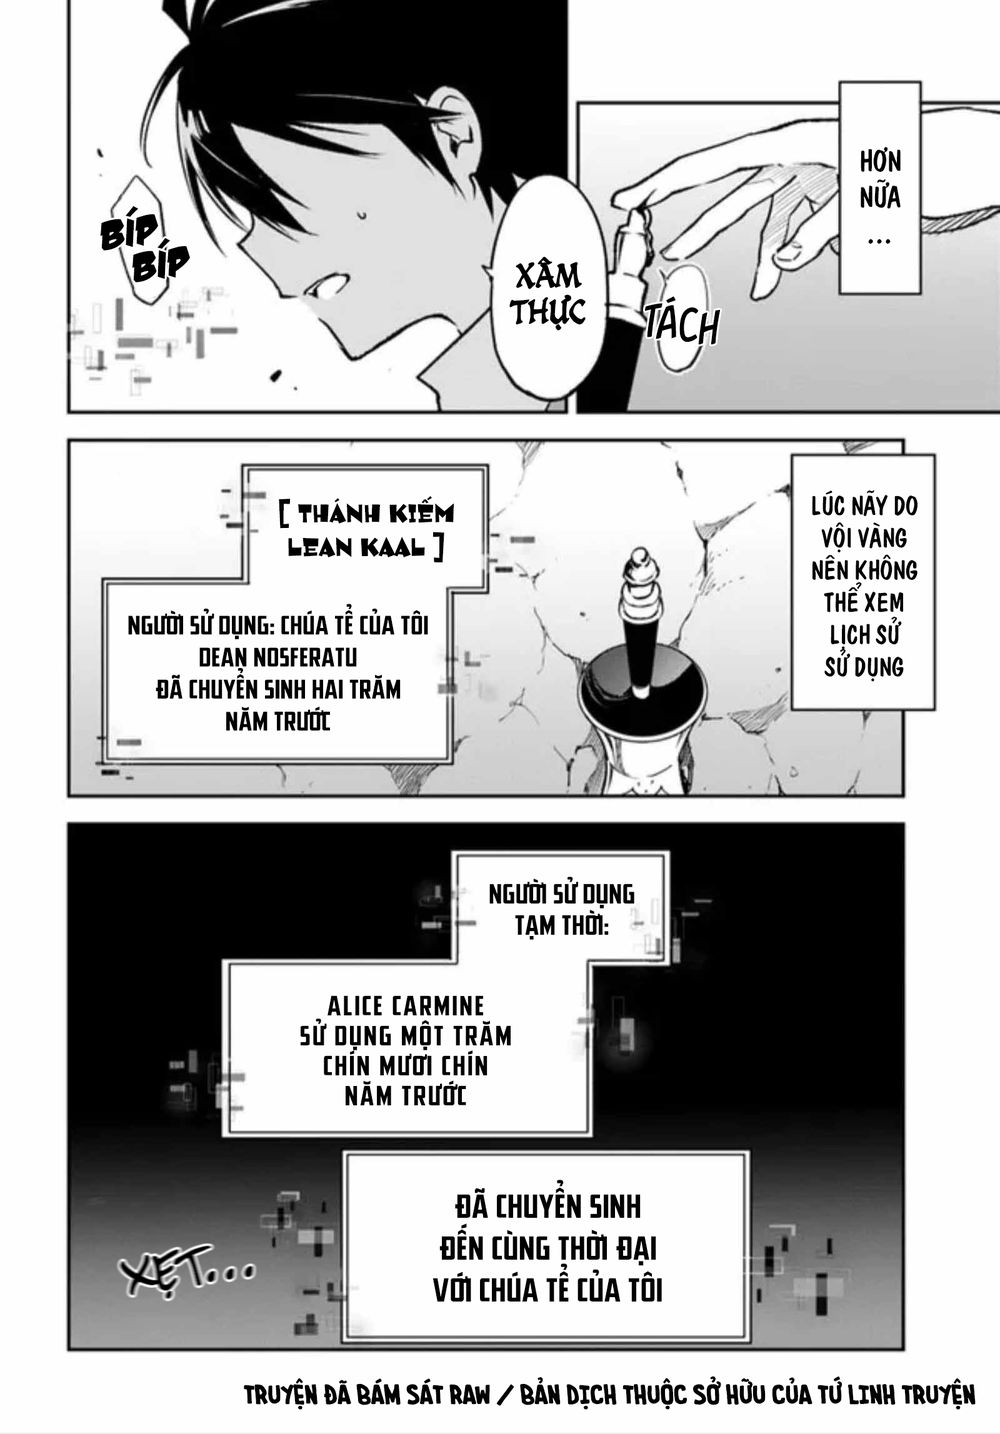 HƠN
NỮA
...
TÁCH
XÂM
THỰC
BÍP
BÍP
LÚC NÃY DO
VỘI VÀNG
NÊN KHÔNG
THỂ XEM
LỊCH SỬ
SỬ DỤNG
[ THÁNH KIẾM
LEAN KAAL ]
NGƯỜI SỬ DỤNG: CHÚA TỂ CỦA TÔI
DEAN NOSFERATU
ĐÃ CHUYỂN SINH HAI TRĂM
NĂM TRƯỚC
NGƯỜI SỬ DỤNG
TẠM THỜI:
ALICE CARMINE
SỬ DỤNG MỘT TRĂM
CHÍN MƯƠI CHÍN
NĂM TRƯỚC
ĐÃ CHUYỂN SINH
ĐẾN CÙNG THỜI ĐẠI
VỚI CHÚA TỂ CỦA TÔI
XẸT...
TRUYỆN ĐÃ BÁM SÁT RAW / BẢN DỊCH THUỘC SỞ HỮU CỦA TỨ LINH TRUYỆN